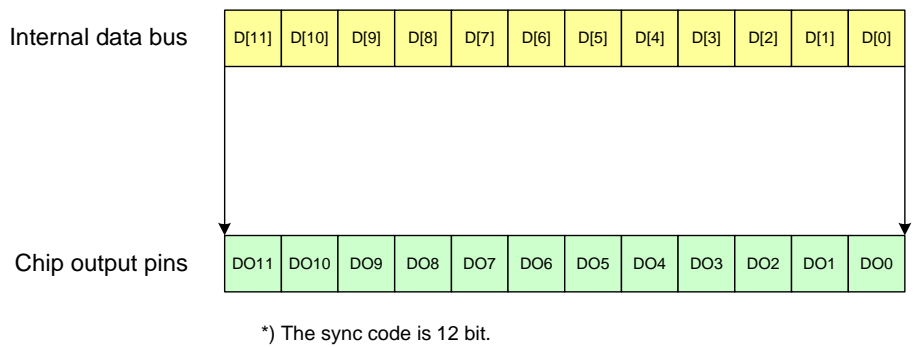 Internal data bus D[11] D[10] D[9] D[8] D[7] D[6] D[5] D[4] D[3] D[2] D[1] D[0]
Chip output pins DO11 DO10 DO9 DO8 DO7 DO6 DO5 DO4 DO3 DO2 DO1 DO0
*) The sync code is 12 bit.